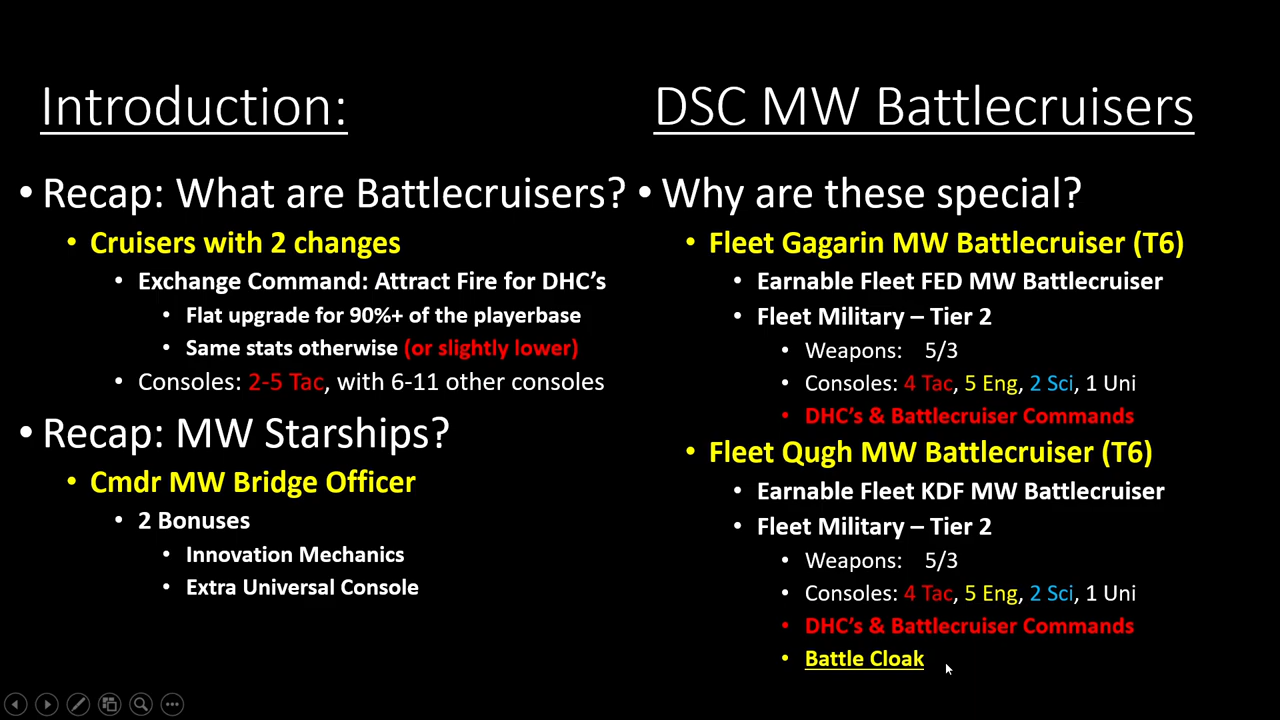 Introduction:
• Recap: What are Battlecruisers?
• Cruisers with 2 changes
• Exchange Command: Attract Fire for DHC's
• Flat upgrade for 90%+ of the playerbase
• Same stats otherwise (or slightly lower)
• Consoles: 2-5 Tac, with 6-11 other consoles
• Recap: MW Starships?
• Cmdr MW Bridge Officer
• 2 Bonuses
• Innovation Mechanics
• Extra Universal Console
DSC MW Battlecruisers
• Why are these special?
• Fleet Gagarin MW Battlecruiser (T6)
• Earnable Fleet FED MW Battlecruiser
• Fleet Military – Tier 2
• Weapons: 5/3
• Consoles: 4 Tac, 5 Eng, 2 Sci, 1 Uni
• DHC's & Battlecruiser Commands
• Fleet Qugh MW Battlecruiser (T6)
• Earnable Fleet KDF MW Battlecruiser
• Fleet Military – Tier 2
• Weapons: 5/3
• Consoles: 4 Tac, 5 Eng, 2 Sci, 1 Uni
• DHC's & Battlecruiser Commands
• Battle Cloak